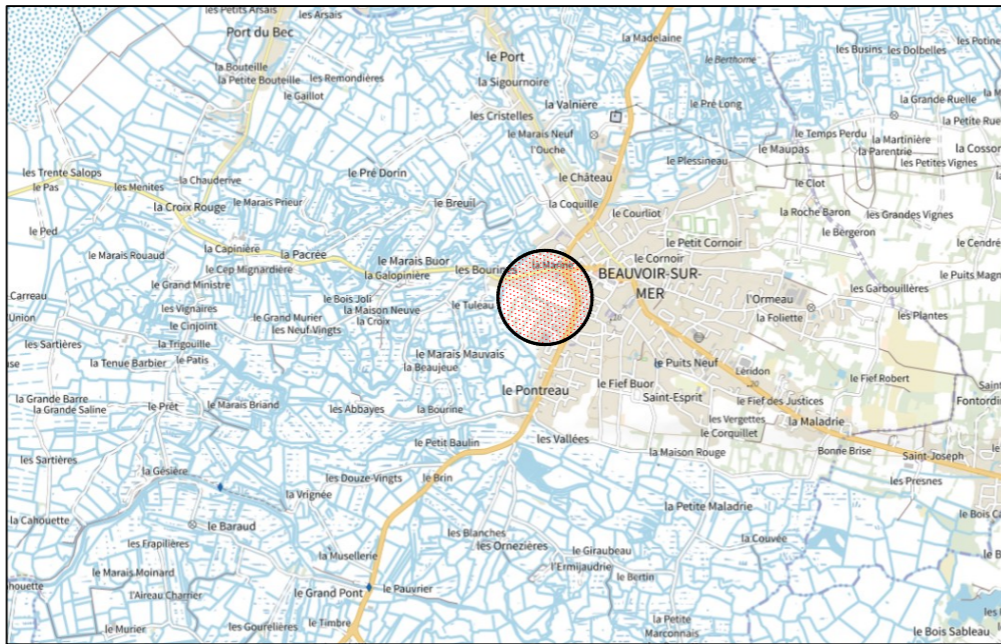 les Petits Arsais
les Arsais
Port du Bec
la Madelaine
les Busins
les Dolbelles
les Potine
la Bouteille
la Petite Bouteille
les Remondières
le Gaillot
le Port
la Sigournoire
le Berthome
la Valnière
le Pré Long
la Grande Ruelle
la Petite Rue
les Cristelles
le Marais Neuf
l'Ouche
le Temps Perdu
la Martinière
la Parentrie
la Cosson
le Maupas
les Petites Vignes
le Plessineau
les Trente Salops
le Pas
les Menites
la Chauderive
le Pré Dorin
le Château
le Clot
la Croix Rouge
le Marais Prieur
le Breuil
la Coquille
le Courliot
la Roche Baron
les Grandes Vignes
le Ped
la Capinière
le Petit Cornoir
le Bergeron
le Marais Rouaud
la Pacrée
le Marais Buor
le Cornoir
Cendré
le Cep Mignardière
la Galopinière
les Bourines
BEAUVOIR-SUR-
MER
le Puits Magn
le Grand Ministre
les Garbouillères
Carreau
le Bois Joli
la Maison Neuve
le Tuleau
l'Ormeau
les Vignaires
la Croix
la Foliette
les Plantes
Union
le Grand Murier
le Cinjoint
les Neuf-Vingts
les Sartières
la Trigouille
le Patis
le Marais Mauvais
la Tenue Barbier
la Beaujeue
le Puits Neuf
Léridon
20
la Grande Barre
la Grande Saline
le Prêt
le Marais Briand
les Abbayes
la Bourine
le Pontreau
le Fief Buor
Saint-Esprit
le Fief des Justices
le Fief Robert
Saint
Fontordin
les Vergettes
le Corquillet
la Maladrie
les Sartières
le Petit Baulin
les Vallées
la Maison Rouge
Bonne Brise
Saint-Joseph
la Gésière
les Douze-Vingts
le Brin
les Presnes
la Vrignée
la Petite Maladrie
la Cahouette
le Baraud
les Blanches
le Bois C
les Frapilières
les Ornezières
le Giraubeau
la Couvée
la Musellerie
l'Ermijaudrie
le B
le Marais Moinard
le Bertin
houette
l'Aireau Charrier
le Grand Pont
le Pauvrier
le Murier
les Gourelières
le Timbre
la Petite
Marconnais
le Bois Sableau